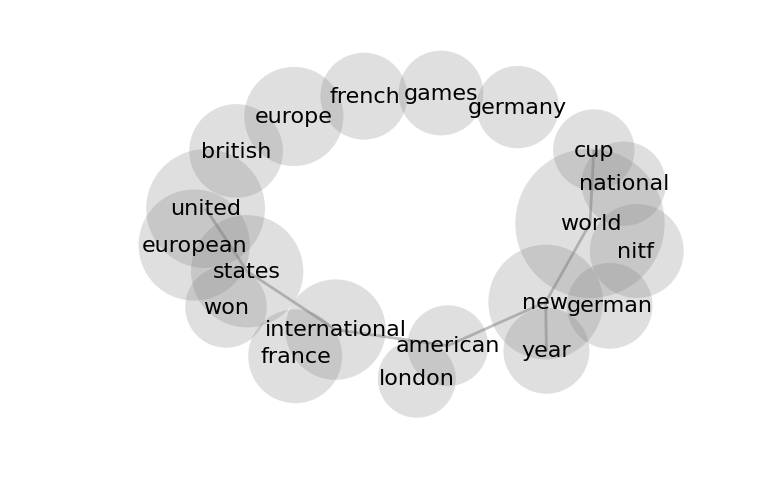 games
french
germany
europe
cup
british
national
united
world
european
nitf
states
new
german
won
international
american
year
france
london